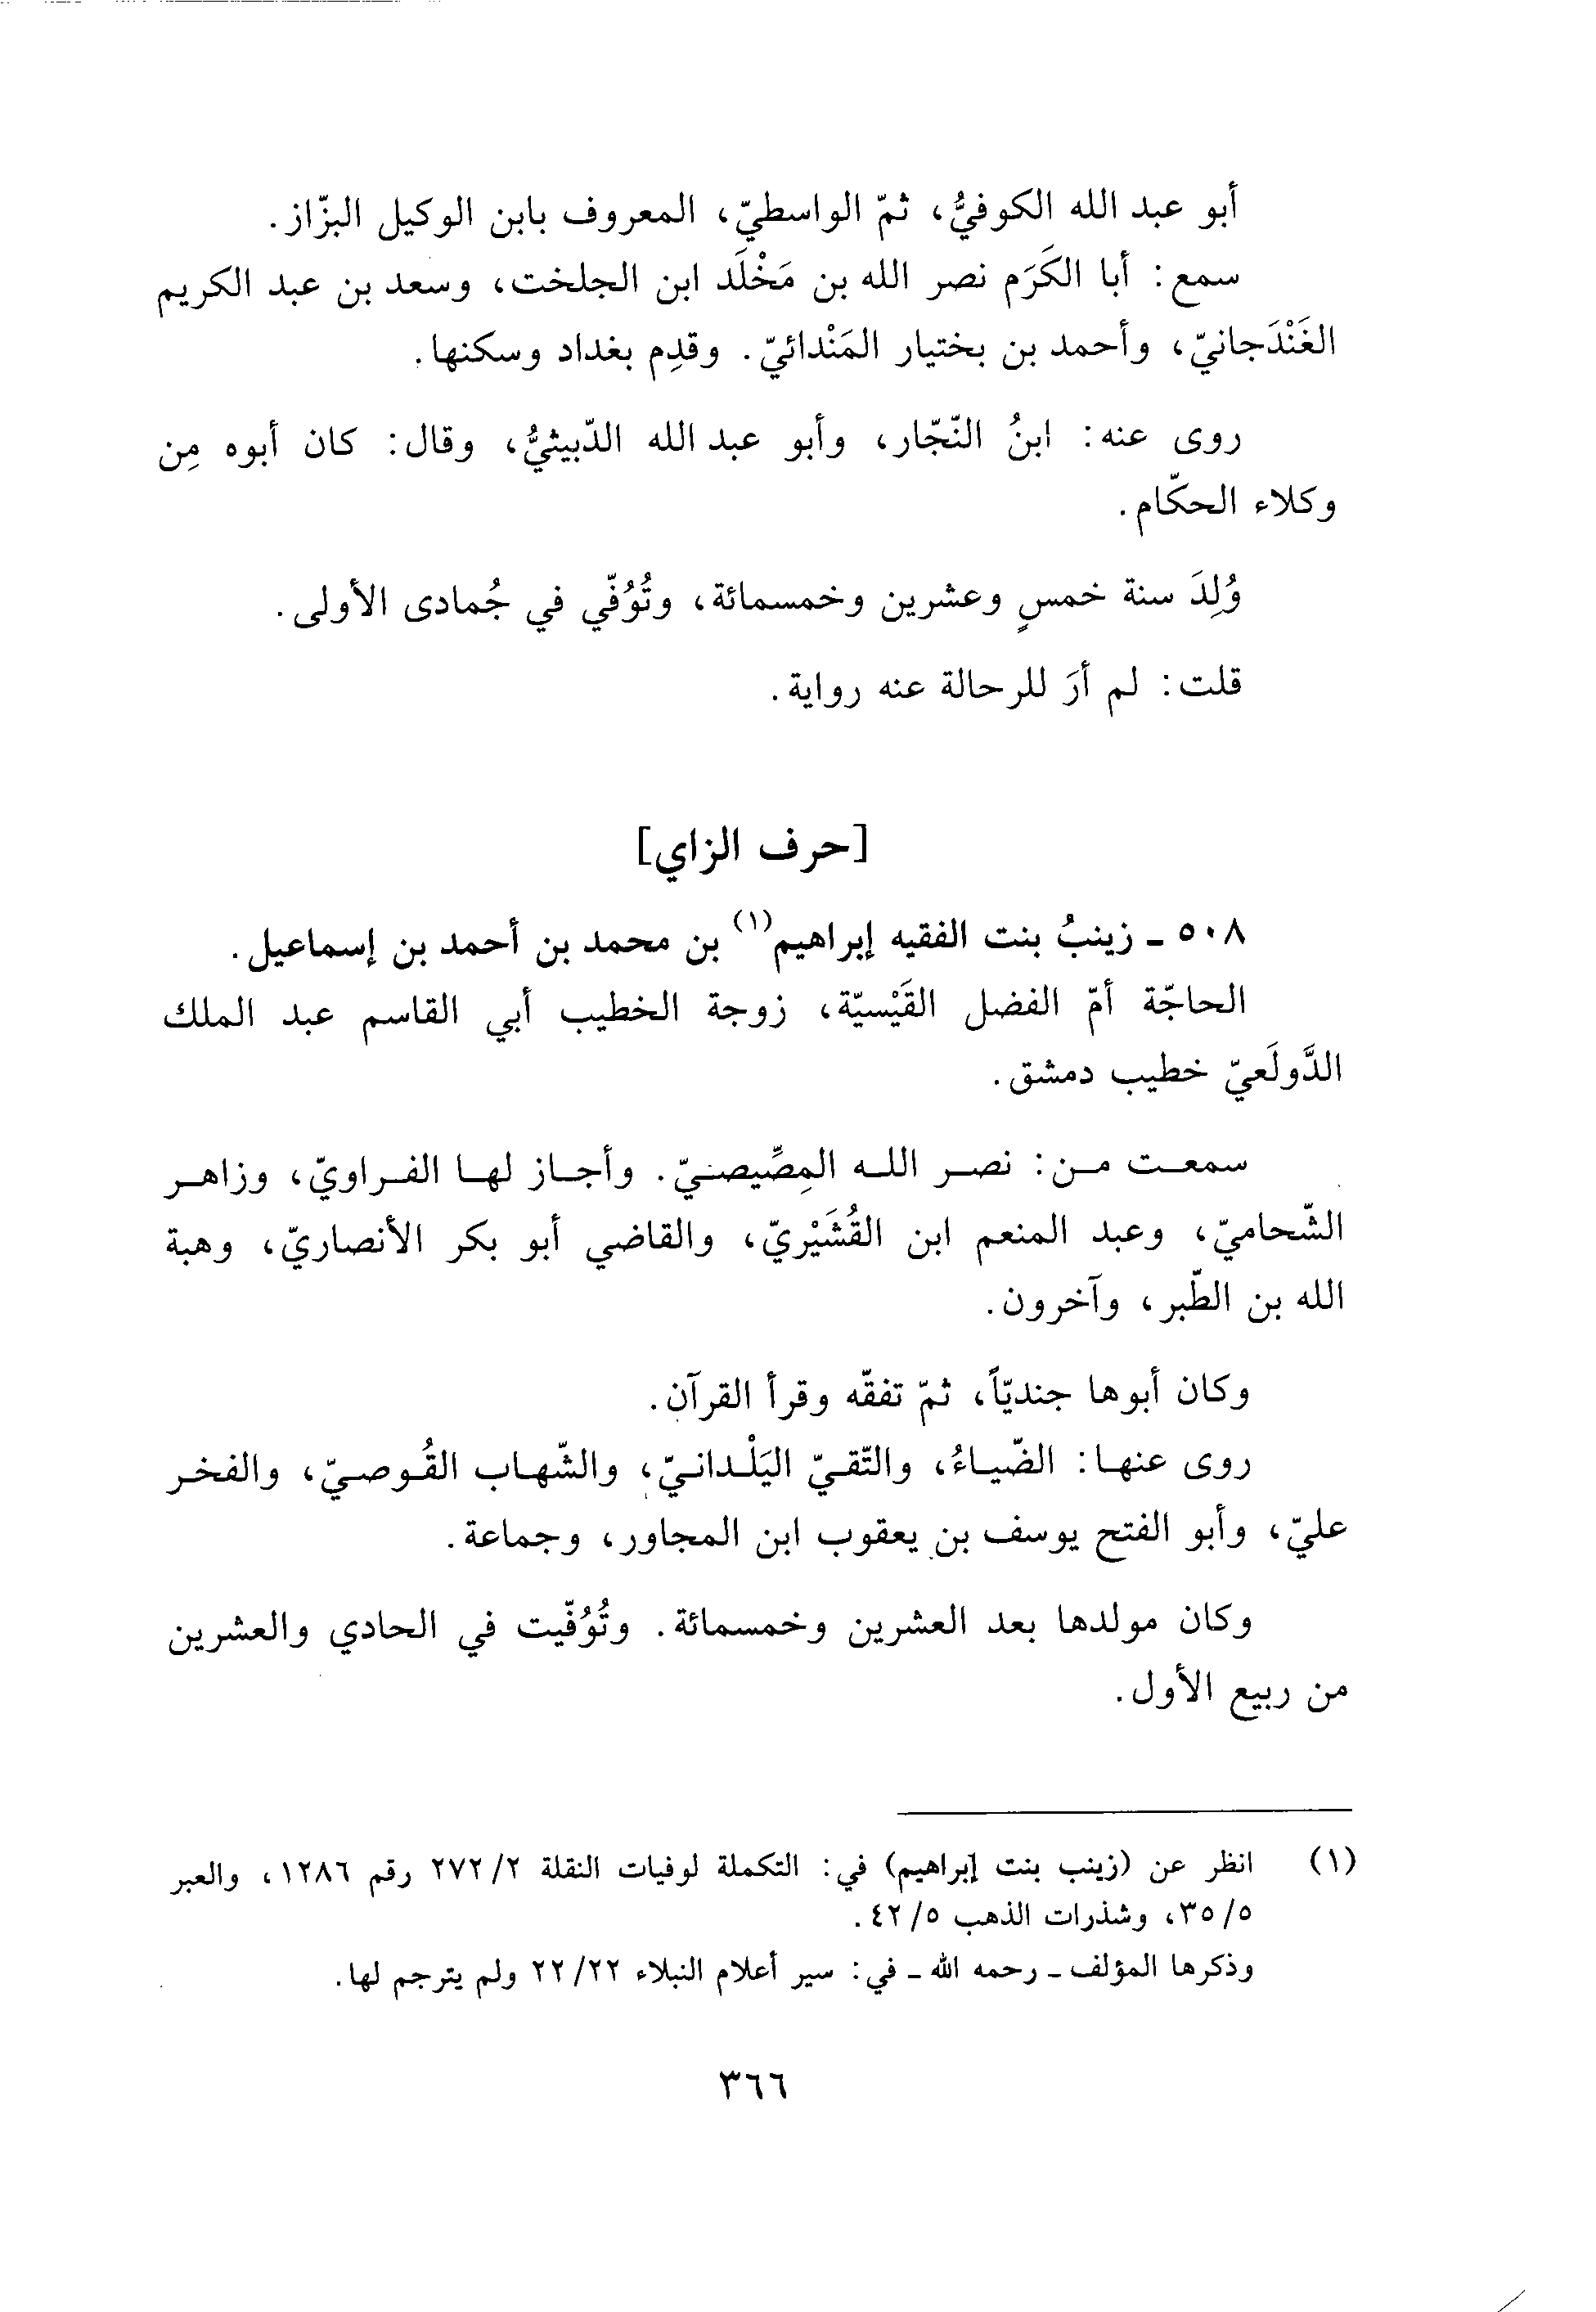 أبو عبد الله الكوفيُّ، ثمّ الواسطيّ، المعروف بابن الوكيل البزّاز.
سمع: أبا الكَرَم نصر الله بن مَخْلَد ابن الجلخت، وسعد بن عبد الكريم
الغَنْدَجانيّ، وأحمد بن بختيار المَنْدائيّ. وقدِم بغداد وسكنها.
روى عنه: ابنُ النّجّار، وأبو عبد الله الدّبيثيُّ، وقال: كان أبوه مِن
وكلاء الحكّام.
وُلِدَ سنة خمسٍ وعشرين وخمسمائة، وتُوُفّي في جُمادى الأولى.
قلت: لم أرَ للرحالة عنه رواية.
[حرف الزاي]
٥٠٨ ـ زينبُ بنت الفقيه إبراهيم(١) بن محمد بن أحمد بن إسماعيل.
الحاجّة أمّ الفضل القَيْسيّة، زوجة الخطيب أبي القاسم عبد الملك
الدَّولَعيّ خطيب دمشق.
سمعت من: نصر الله المِصِّيصيّ. وأجاز لها الفراويّ، وزاهر
الشّحاميّ، وعبد المنعم ابن القُشَيْريّ، والقاضي أبو بكر الأنصاريّ، وهبة
الله بن الطّبر، وآخرون.
وكان أبوها جنديّاً، ثمّ تفقّه وقرأ القرآن.
روى عنها: الضّياءُ، والتّقيّ اليَلْدانيّ، والشّهاب القُوصيّ، والفخر
عليّ، وأبو الفتح يوسف بن يعقوب ابن المجاور، وجماعة.
وكان مولدها بعد العشرين وخمسمائة. وتُوُفّيت في الحادي والعشرين
من ربيع الأول.
(١) انظر عن (زينب بنت إبراهيم) في: التكملة لوفيات النقلة ٢/٢٧٢ رقم ١٢٨٦، والعبر
٥/٣٥، وشذرات الذهب ٥/٤٢.
وذكرها المؤلف ـ رحمه الله ـ في: سير أعلام النبلاء ٢٢/٢٢ ولم يترجم لها.
٣٦٦